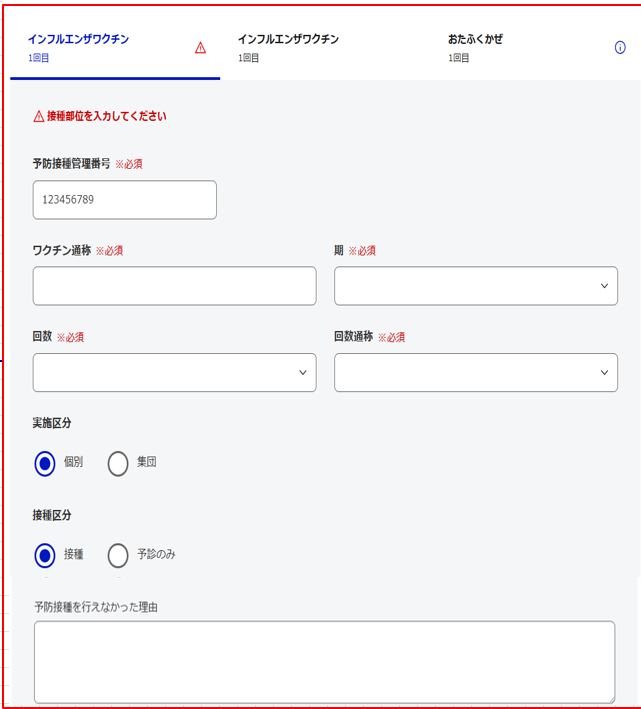 インフルエンザワクチン
1回目
インフルエンザワクチン
1回目
おたふくかぜ
1回目
接種部位を入力してください
予防接種管理番号 ※必須
123456789
ワクチン通称 ※必須
期 ※必須
回数 ※必須
回数通称 ※必須
実施区分
個別
集団
接種区分
接種
予診のみ
予防接種を行えなかった理由